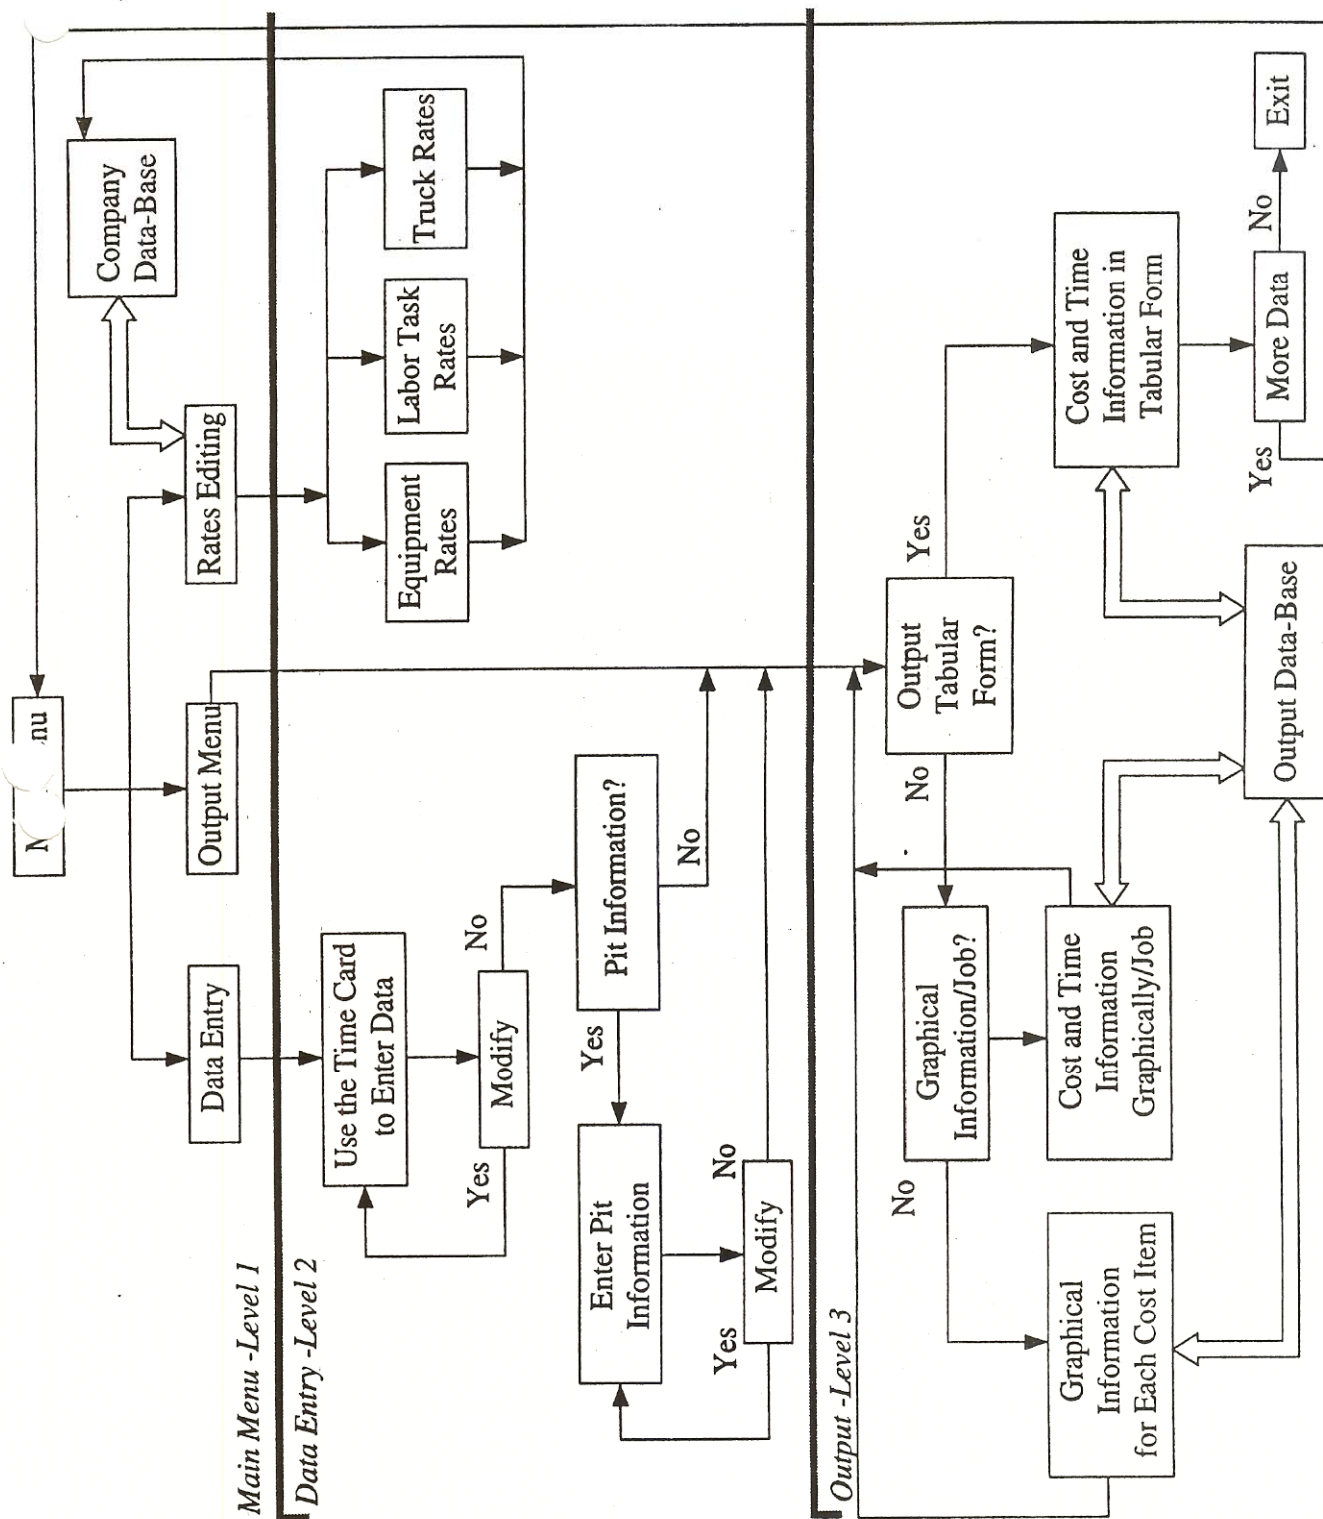 nu
Data Entry
Output Menu
Rates Editing
Company
Data-Base
Main Menu -Level 1
Data Entry -Level 2
Use the Time Card
to Enter Data
Equipment
Rates
Labor Task
Rates
Truck Rates
Yes
Modify
No
Yes
Pit Information?
No
Enter Pit
Information
Yes
Modify
No
Output -Level 3
Output
Tabular
Form?
No
Yes
Graphical
Information/Job?
No
Graphical
Information
for Each Cost Item
Cost and Time
Information
Graphically/Job
Cost and Time
Information in
Tabular Form
Yes
More Data
No
Exit
Output Data-Base